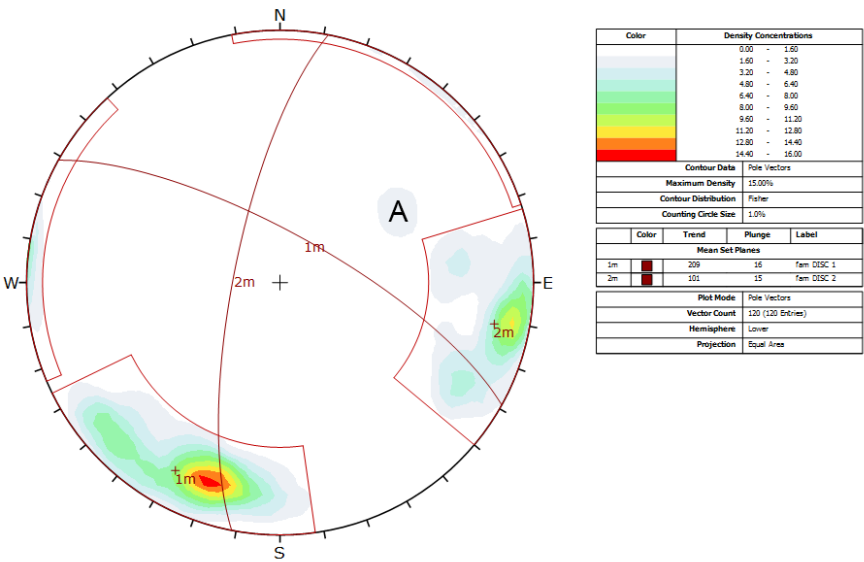 N
A
1m
W
2m
E
2m
1m
S
Color Density Concentrations
0.00 - 1.60
1.60 - 3.20
3.20 - 4.80
4.80 - 6.40
6.40 - 8.00
8.00 - 9.60
9.60 - 11.20
11.20 - 12.80
12.80 - 14.40
14.40 - 16.00
Contour Data Pole Vectors
Maximum Density 15.00%
Contour Distribution Fisher
Counting Circle Size 1.0%
Color Trend Plunge Label
Mean Set Planes
1m 209 16 fam DISC 1
2m 101 15 fam DISC 2
Plot Mode Pole Vectors
Vector Count 120 (120 Entries)
Hemisphere Lower
Projection Equal Area